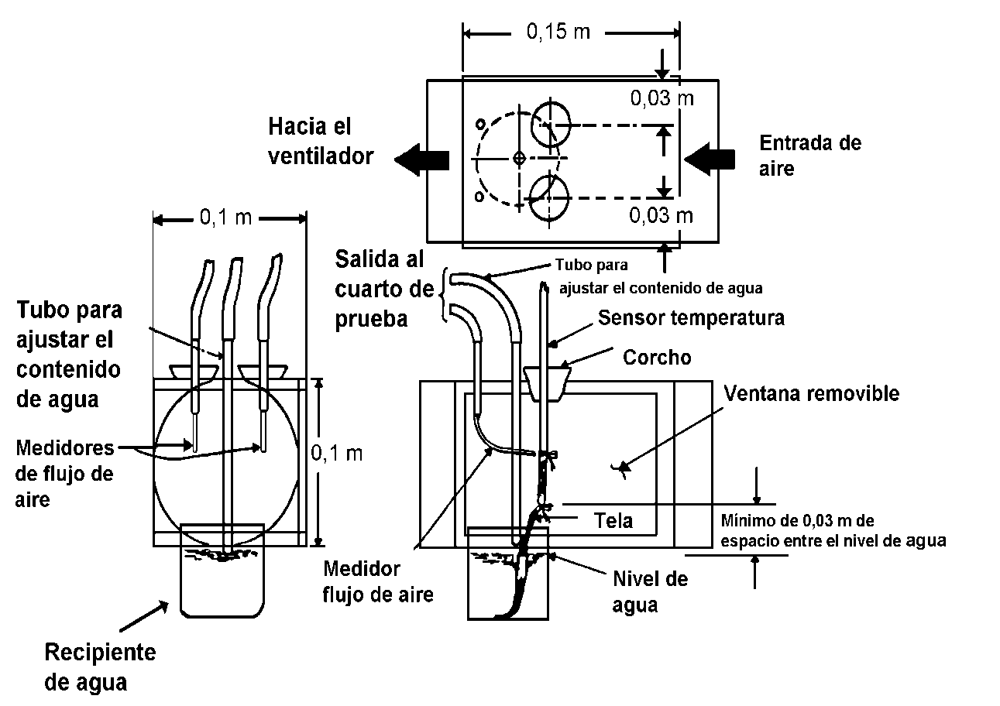 0,15 m
0,03 m
Hacia el
ventilador
Entrada de
aire
0,03 m
0,1 m
Salida al
cuarto de
prueba
Tubo para
ajustar el contenido de agua
Sensor temperatura
Corcho
Ventana removible
Tubo para
ajustar el
contenido
de agua
Medidores
de flujo de
aire
0,1 m
Tela
Mínimo de 0,03 m de
espacio entre el nivel de agua
Medidor
flujo de aire
Nivel de
agua
Recipiente
de agua